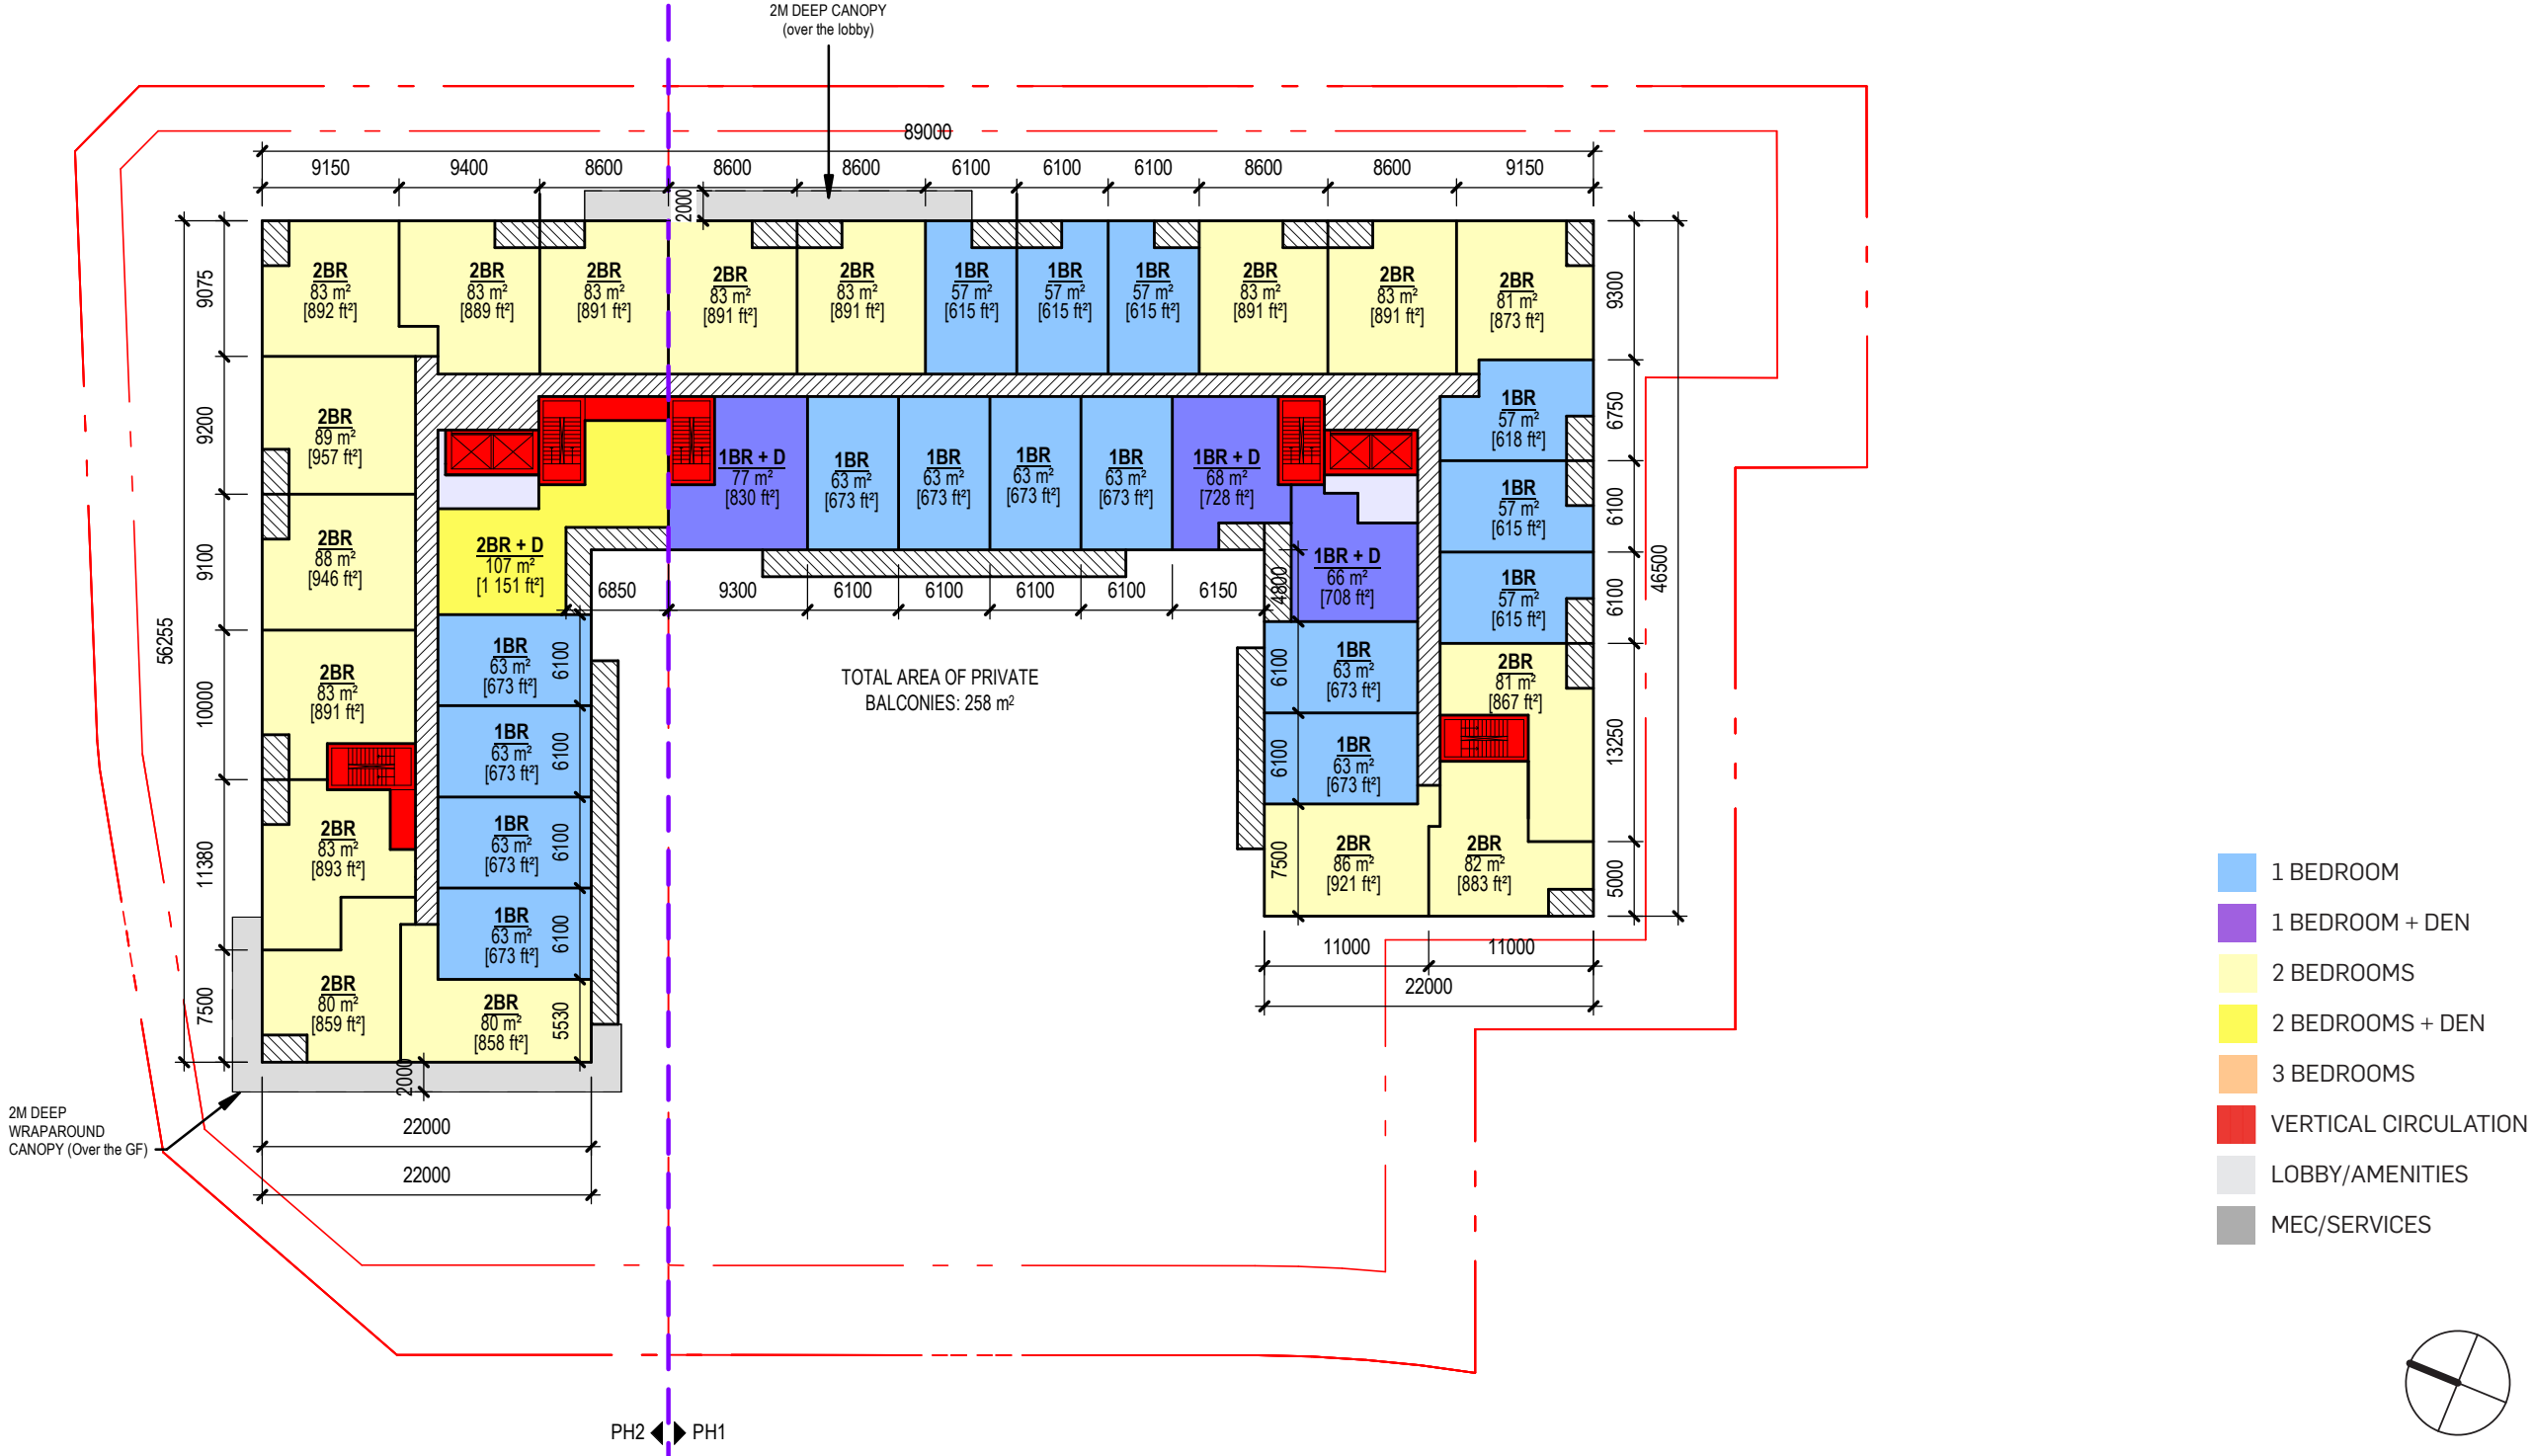 2M DEEP CANOPY
(over the lobby)
89000
9150 9400 8600 8600 8600 6100 6100 6100 8600 8600 9150
2000
2BR
83 m²
[892 ft²]
2BR
83 m²
[889 ft²]
2BR
83 m²
[891 ft²]
2BR
83 m²
[891 ft²]
2BR
83 m²
[891 ft²]
1BR
57 m²
[615 ft²]
1BR
57 m²
[615 ft²]
1BR
57 m²
[615 ft²]
2BR
83 m²
[891 ft²]
2BR
83 m²
[891 ft²]
2BR
81 m²
[873 ft²]
9075
9200
9100
10000
11380
7500
56255
9300
6750
6100
6100
13250
5000
46500
2BR
89 m²
[957 ft²]
2BR
88 m²
[946 ft²]
2BR
83 m²
[891 ft²]
2BR
83 m²
[893 ft²]
2BR
80 m²
[859 ft²]
2BR
80 m²
[858 ft²]
2BR + D
107 m²
[1 151 ft²]
1BR
63 m²
[673 ft²]
1BR
63 m²
[673 ft²]
1BR
63 m²
[673 ft²]
1BR
63 m²
[673 ft²]
6100
6100
6100
6100
5530
1BR + D
77 m²
[830 ft²]
1BR
63 m²
[673 ft²]
1BR
63 m²
[673 ft²]
1BR
63 m²
[673 ft²]
1BR
63 m²
[673 ft²]
1BR + D
68 m²
[728 ft²]
6850 9300 6100 6100 6100 6100 6150
4800
6100
6100
7500
1BR + D
66 m²
[708 ft²]
1BR
63 m²
[673 ft²]
1BR
63 m²
[673 ft²]
2BR
86 m²
[921 ft²]
2BR
82 m²
[883 ft²]
1BR
57 m²
[618 ft²]
1BR
57 m²
[615 ft²]
1BR
57 m²
[615 ft²]
2BR
81 m²
[867 ft²]
TOTAL AREA OF PRIVATE
BALCONIES: 258 m²
11000 11000
22000
2000
22000
22000
2M DEEP
WRAPAROUND
CANOPY (Over the GF)
PH2 PH1
1 BEDROOM
1 BEDROOM + DEN
2 BEDROOMS
2 BEDROOMS + DEN
3 BEDROOMS
VERTICAL CIRCULATION
LOBBY/AMENITIES
MEC/SERVICES